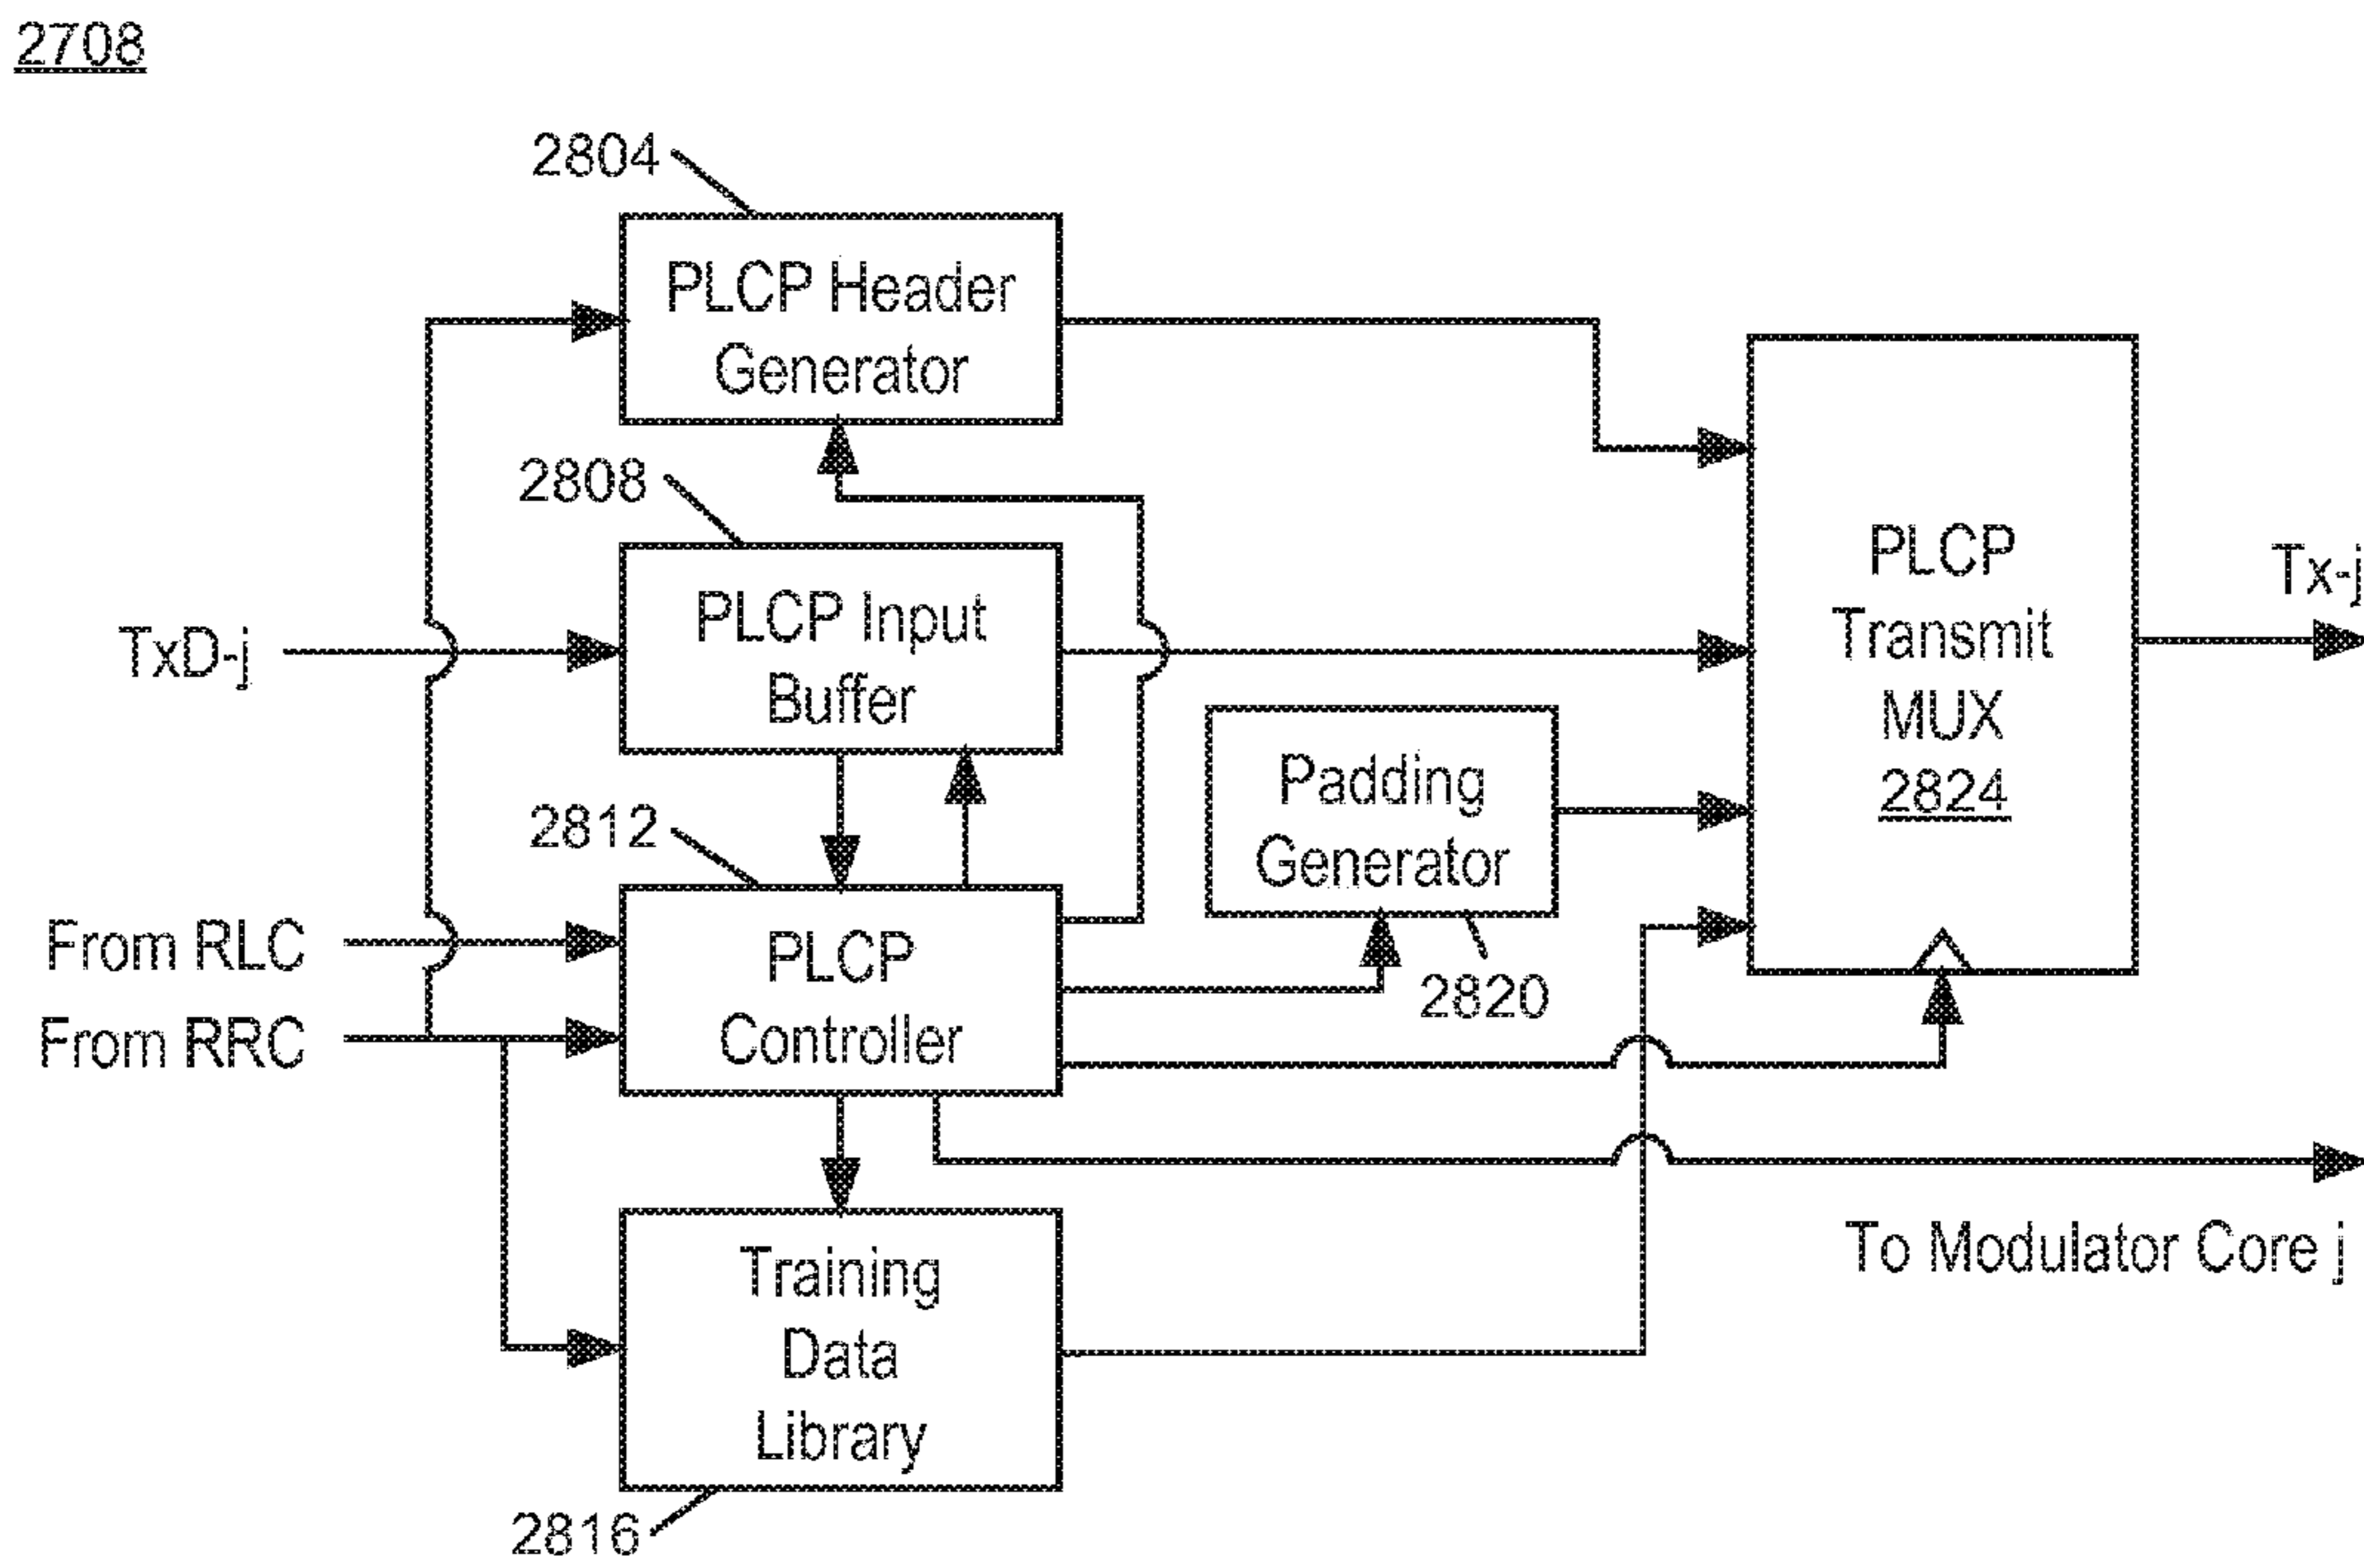 2708
2804
PLCP Header
Generator
2808
PLCP Input
Buffer
TxD-j
PLCP
Transmit
MUX
2824
Tx-j
Padding
Generator
2820
2812
From RLC
From RRC
PLCP
Controller
To Modulator Core j
Training
Data
Library
2816